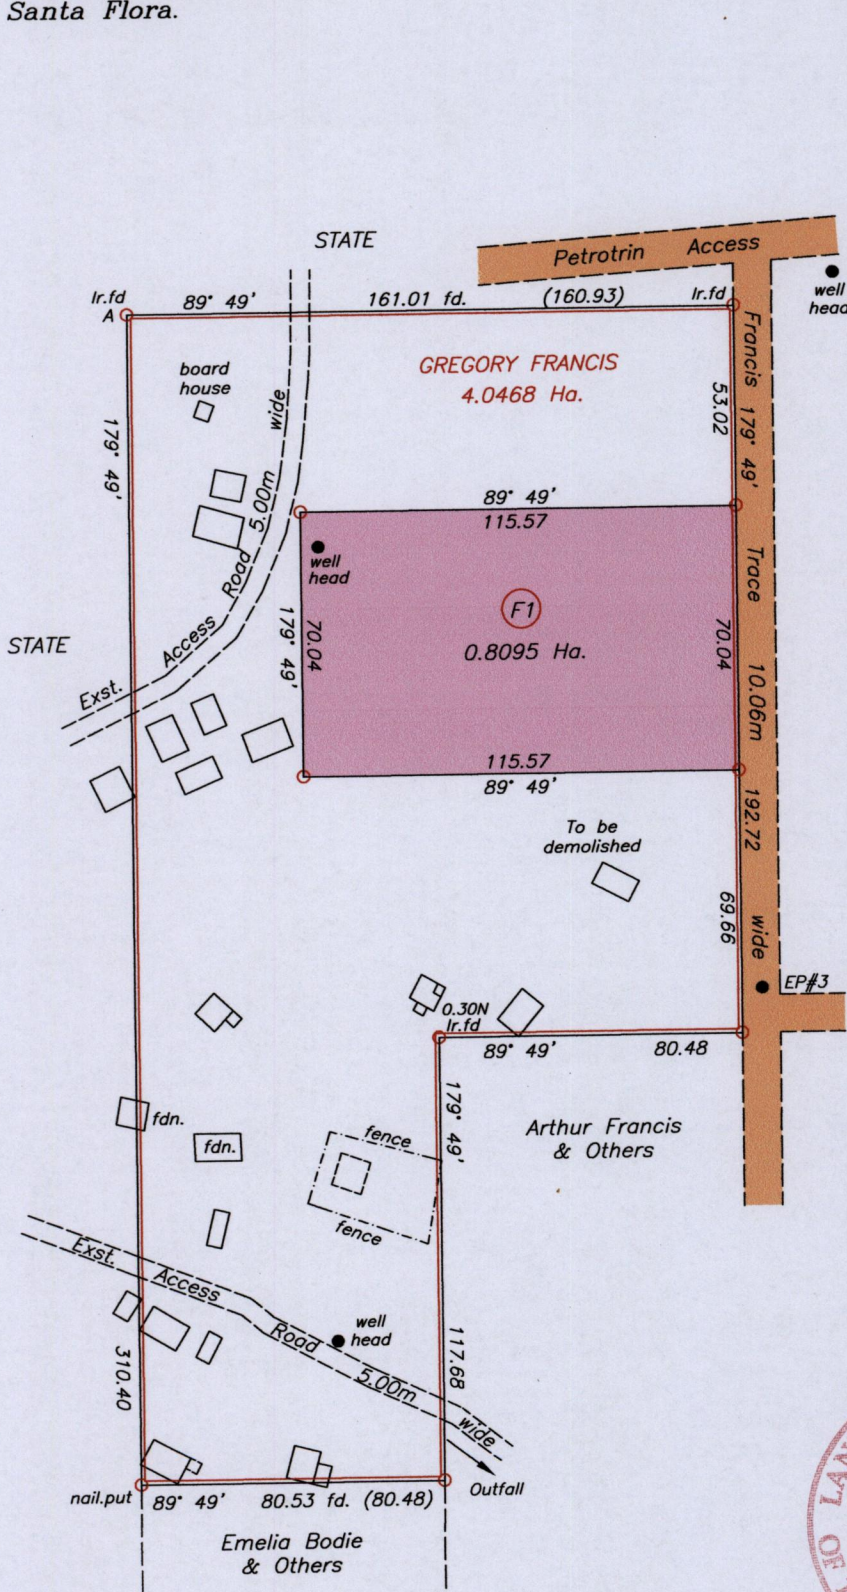 Santa Flora.
STATE
Petrotrin Access
well
head
Ir.fd
A
89° 49'
161.01 fd.
(160.93)
Ir.fd
GREGORY FRANCIS
4.0468 Ha.
board
house
179° 49'
53.02
Francis Trace 10.06m wide
179° 49'
192.72
89° 49'
115.57
well
head
F1
0.8095 Ha.
179° 49'
70.04
70.04
115.57
89° 49'
STATE
Exst. Access Road 5.00m wide
To be
demolished
69.66
EP#3
0.30N
Ir.fd
89° 49'
80.48
179° 49'
Arthur Francis
& Others
fdn.
fdn.
fence
fence
Exst. Access Road 5.00m wide
well
head
310.40
117.68
Outfall
nail.put
89° 49'
80.53 fd. (80.48)
Emelia Bodie
& Others
OF LAN